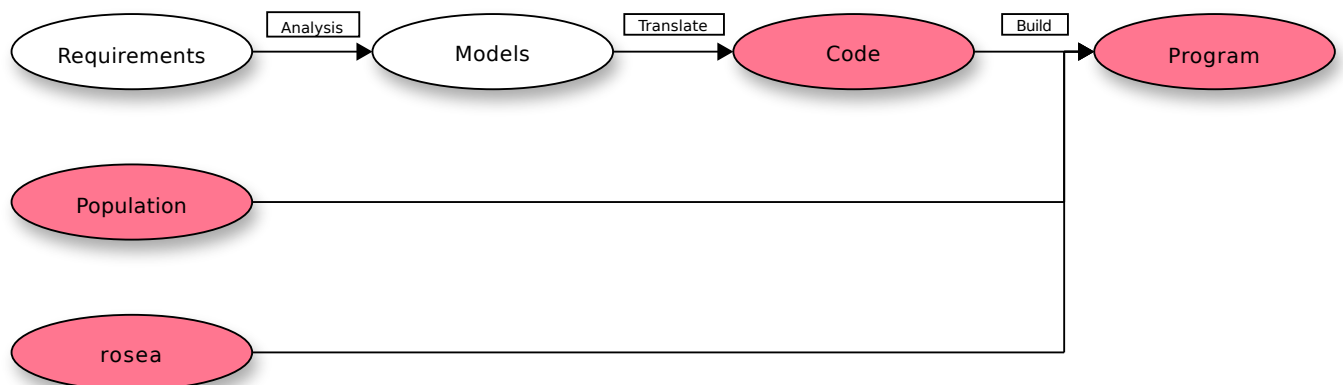 Requirements
Analysis
Models
Translate
Code
Build
Program
Population
rosea